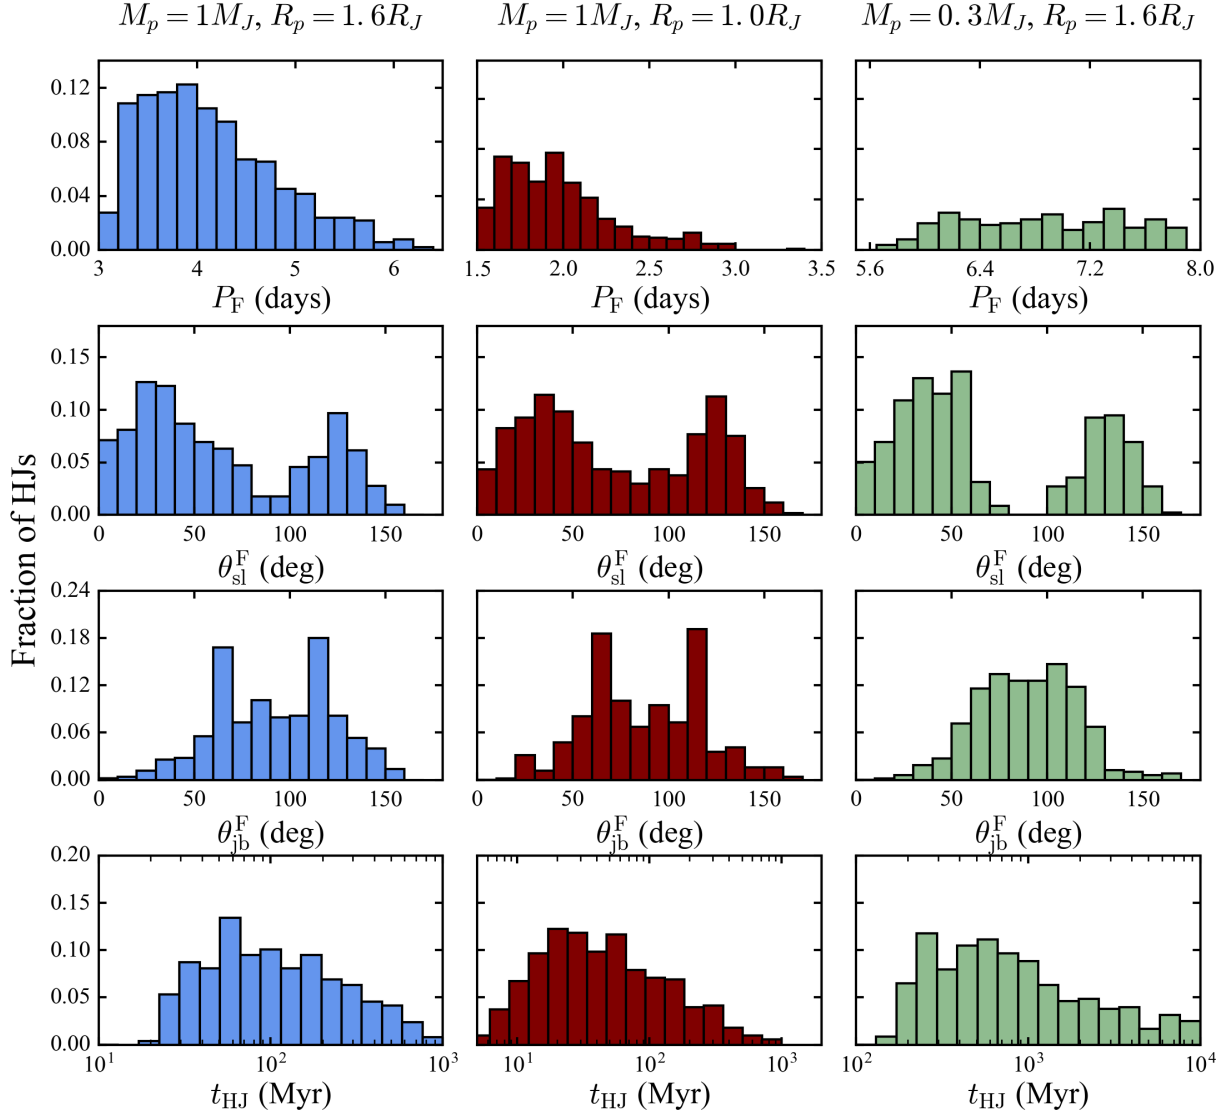 M_p = 1M_J, R_p = 1.6R_J
M_p = 1M_J, R_p = 1.0R_J
M_p = 0.3M_J, R_p = 1.6R_J
Fraction of HJs
0.12
0.08
0.04
0.00
3 4 5 6
P_F (days)
1.5 2.0 2.5 3.0 3.5
P_F (days)
5.6 6.4 7.2 8.0
P_F (days)
0.15
0.10
0.05
0.00
0 50 100 150
θ_sl^F (deg)
0 50 100 150
θ_sl^F (deg)
0 50 100 150
θ_sl^F (deg)
0.24
0.18
0.12
0.06
0.00
0 50 100 150
θ_jb^F (deg)
0 50 100 150
θ_jb^F (deg)
0 50 100 150
θ_jb^F (deg)
0.20
0.15
0.10
0.05
0.00
10^1 10^2 10^3
t_HJ (Myr)
10^1 10^2 10^3
t_HJ (Myr)
10^2 10^3 10^4
t_HJ (Myr)